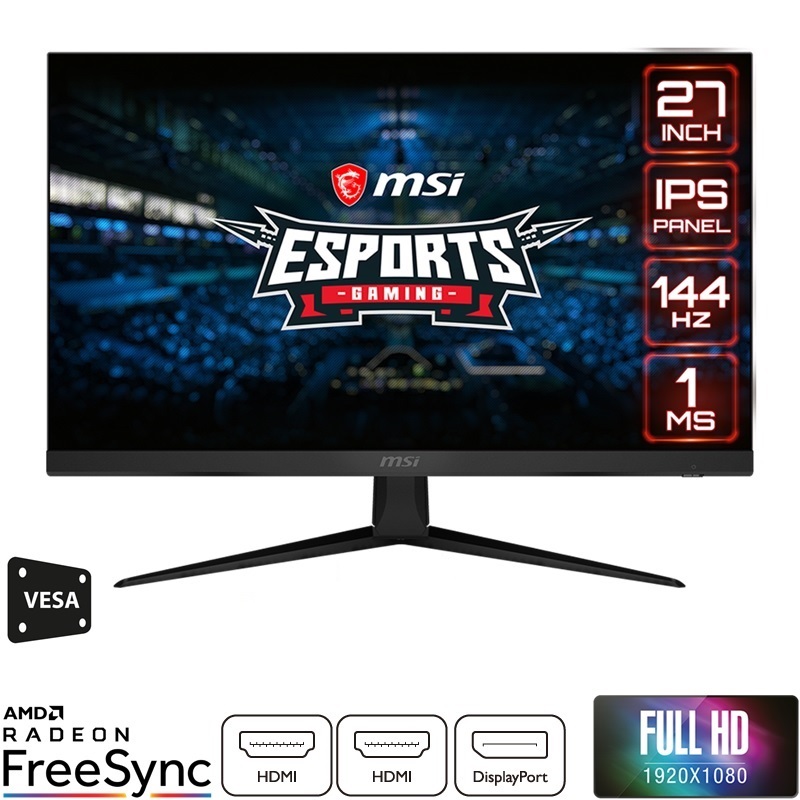 msi
ESPORTS
-GAMING-
27
INCH
IPS
PANEL
144
HZ
1
MS
msi
VESA
AMD
RADEON
FreeSync
HDMI
HDMI
DisplayPort
FULL HD
1920X1080